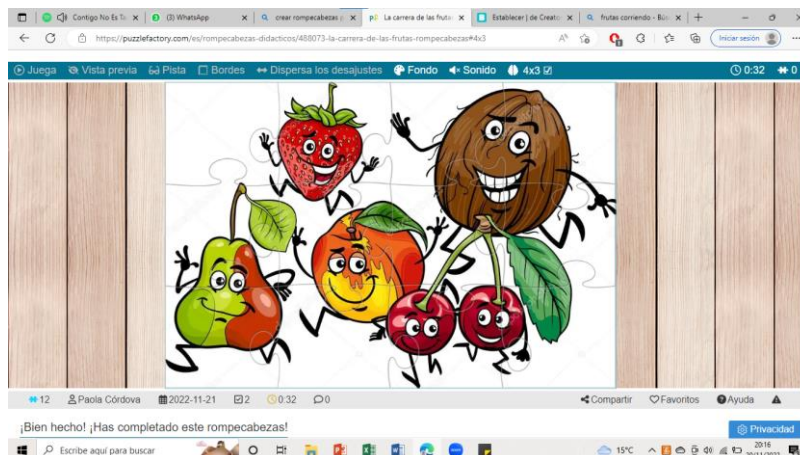 Contigo No Es Ta
(3) WhatsApp
crear rompecabezas
La carrera de las frutas
Establecer | de Creato
frutas corriendo - Bús
https://puzzlefactory.com/es/rompecabezas-didacticos/488073-la-carrera-de-las-frutas-rompecabezas#4x3
Iniciar sesión
Juega Vista previa Pista Bordes Dispersa los desajustes Fondo Sonido 4x3 0:32 0
12 Paola Córdova 2022-11-21 2 0:32 0 Compartir Favoritos Ayuda
¡Bien hecho! ¡Has completado este rompecabezas!
Privacidad
Escribe aquí para buscar
15°C
20:16